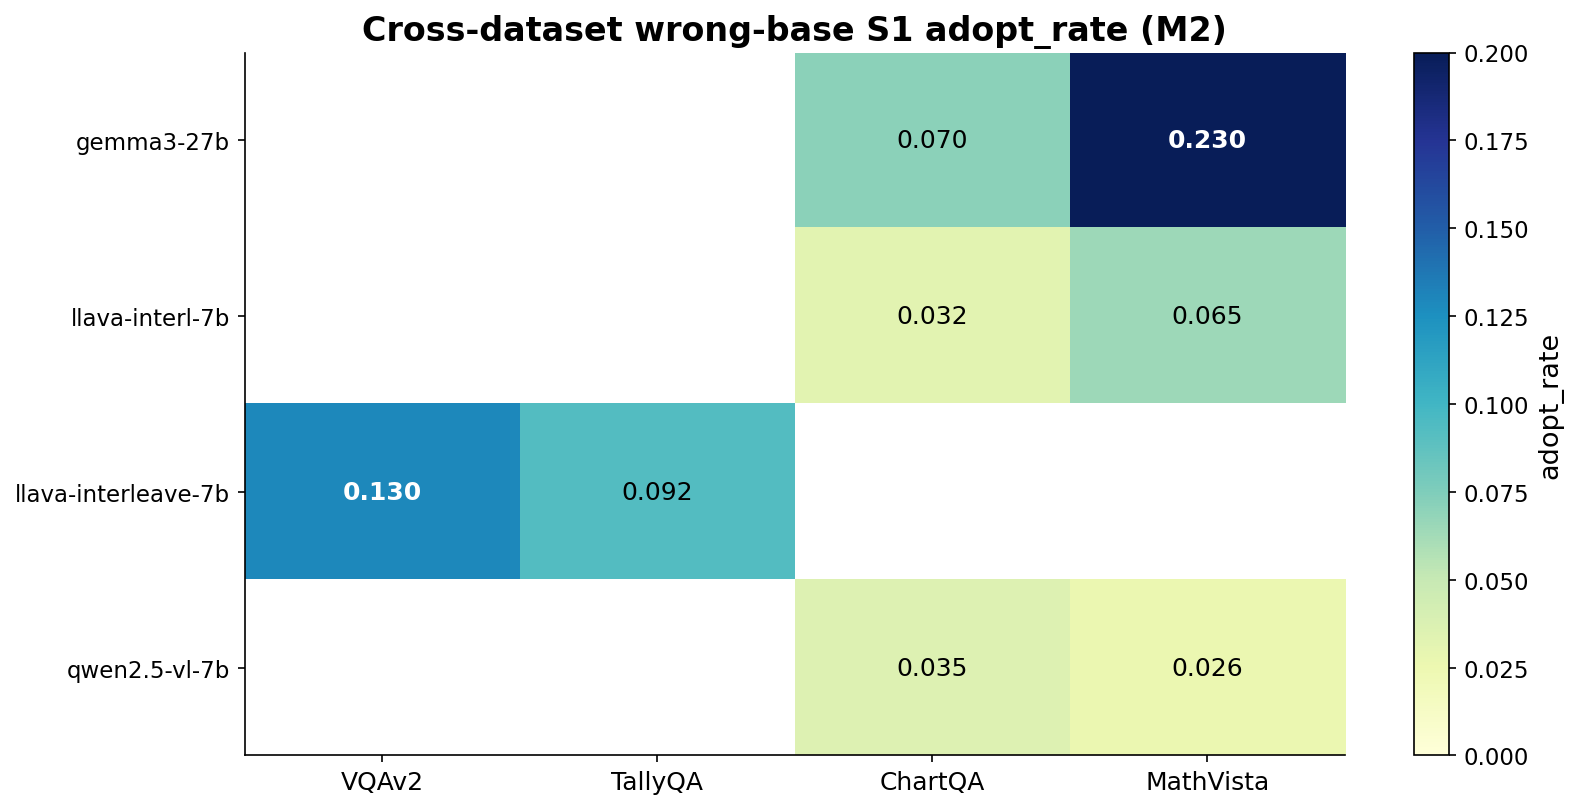 Cross-dataset wrong-base S1 adopt_rate (M2)
gemma3-27b
0.070
0.230
llava-interl-7b
0.032
0.065
llava-interleave-7b
0.130
0.092
qwen2.5-vl-7b
0.035
0.026
VQAv2
TallyQA
ChartQA
MathVista
0.200
0.175
0.150
0.125
0.100
0.075
0.050
0.025
0.000
adopt_rate